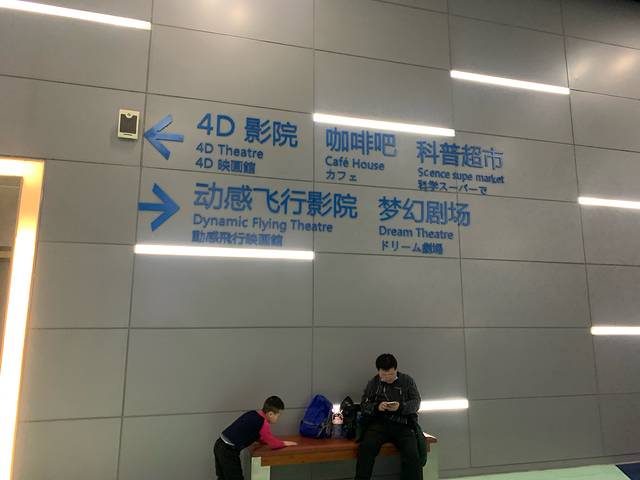 4D 影院 咖啡吧 科普超市
4D Theatre Café House Scence supe market
4D 映画館 カフェ 科学スーパーで
动感飞行影院 梦幻剧场
Dynamic Flying Theatre Dream Theatre
動感飛行映画館 ドリーム劇場